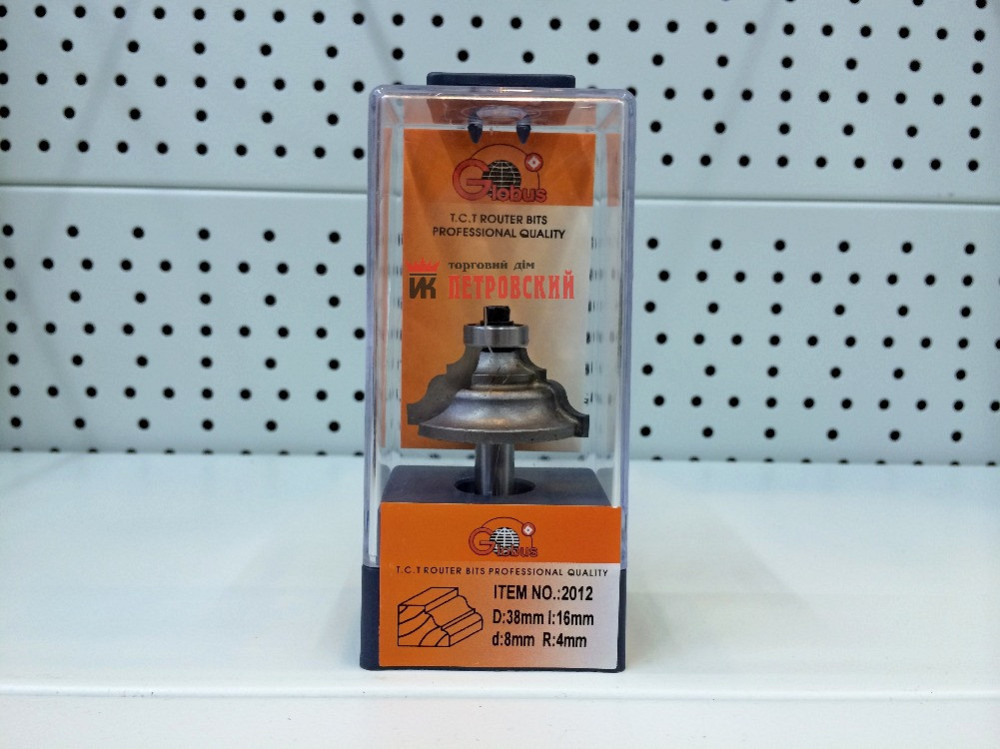 Globus
T.C.T ROUTER BITS
PROFESSIONAL QUALITY
торговий дім
ИК ПЕТРОВСКИЙ
Globus
T.C.T ROUTER BITS PROFESSIONAL QUALITY
ITEM NO.:2012
D:38mm l:16mm
d:8mm R:4mm